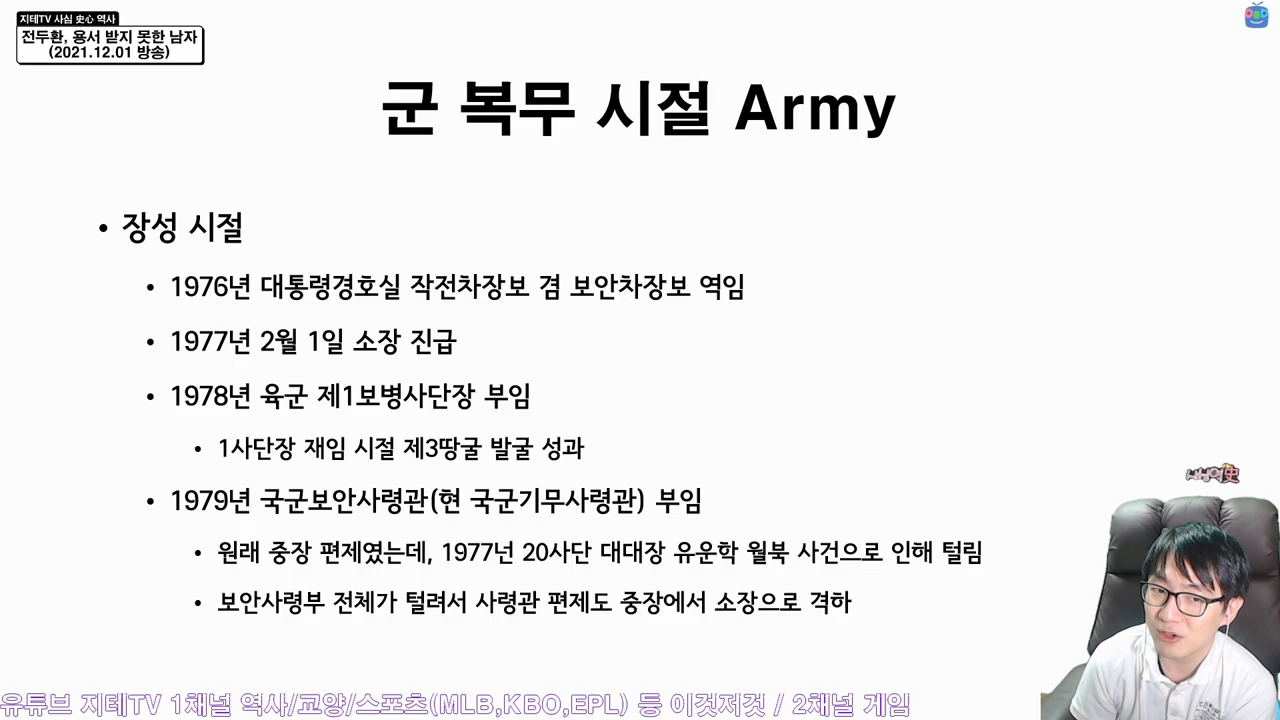 지테TV 사심 史心 역사
전두환, 용서 받지 못한 남자
(2021.12.01 방송)
군 복무 시절 Army
• 장성 시절
• 1976년 대통령경호실 작전차장보 겸 보안차장보 역임
• 1977년 2월 1일 소장 진급
• 1978년 육군 제1보병사단장 부임
• 1사단장 재임 시절 제3땅굴 발굴 성과
• 1979년 국군보안사령관(현 국군기무사령관) 부임
• 원래 중장 편제였는데, 1977넌 20사단 대대장 유운학 월북 사건으로 인해 털림
• 보안사령부 전체가 털려서 사령관 편제도 중장에서 소장으로 격하
유튜브 지테TV 1채널 역사/교양/스포츠(MLB,KBO,EPL) 등 이것저것 / 2채널 게임